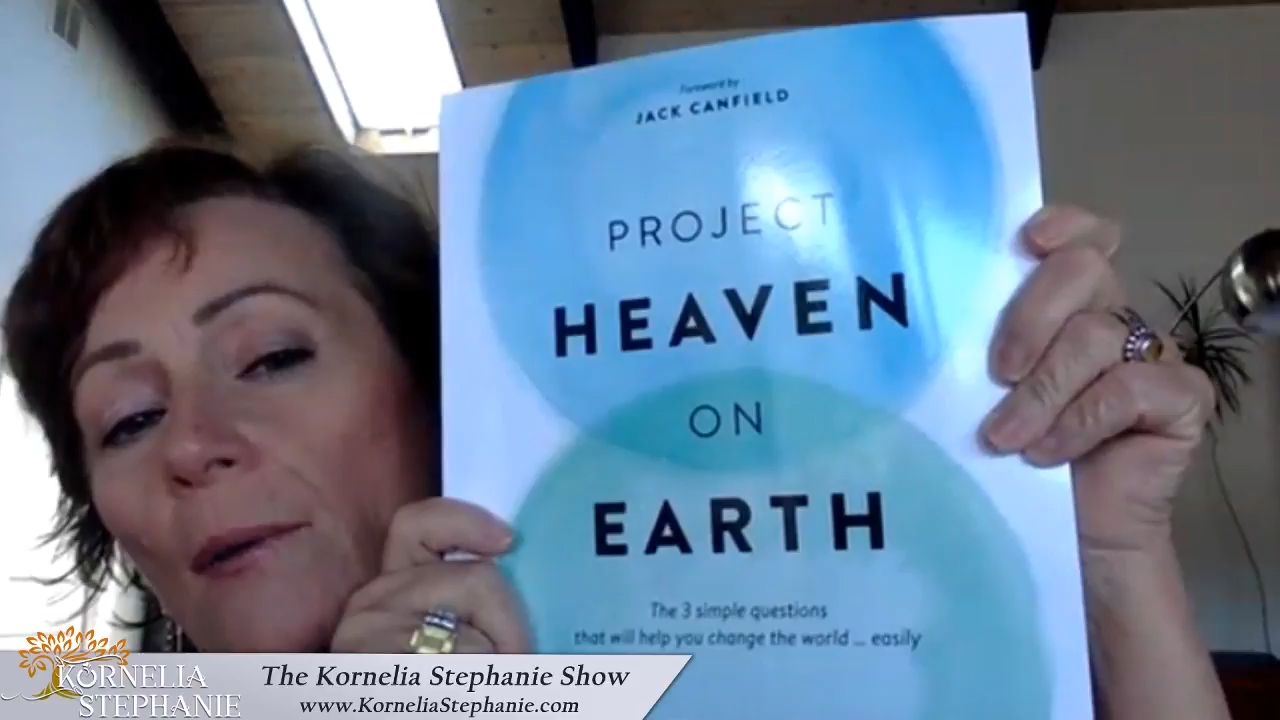 Foreword by
JACK CANFIELD
PROJECT
HEAVEN
ON
EARTH
The 3 simple questions
that will help you change the world ... easily
KORNELIA
STEPHANIE
The Kornelia Stephanie Show
www.KorneliaStephanie.com